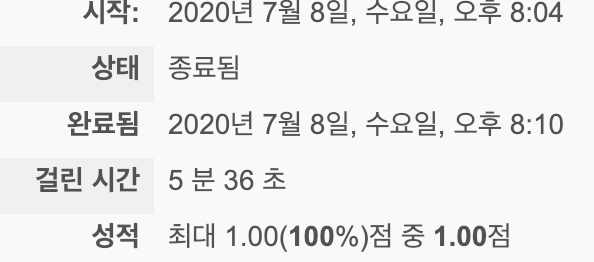 시작: 2020년 7월 8일, 수요일, 오후 8:04
상태 종료됨
완료됨 2020년 7월 8일, 수요일, 오후 8:10
걸린 시간 5 분 36 초
성적 최대 1.00(100%)점 중 1.00점